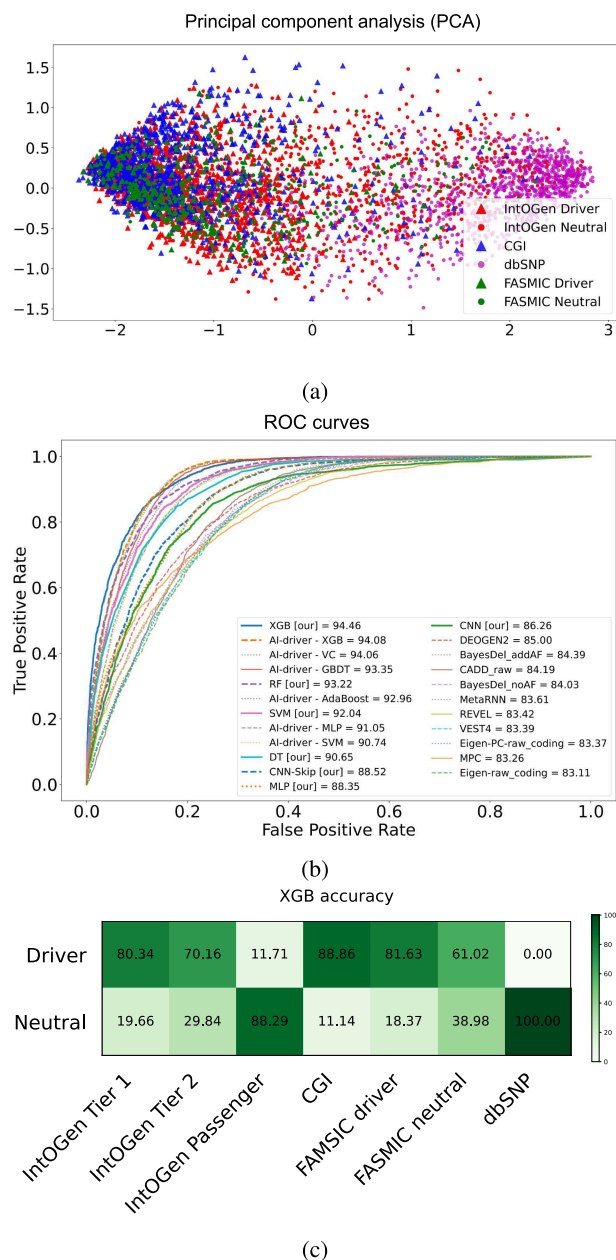 Principal component analysis (PCA)
1.5
1.0
0.5
0.0
−0.5
−1.0
−1.5
IntOGen Driver
IntOGen Neutral
CGI
dbSNP
FASMIC Driver
FASMIC Neutral
−2 −1 0 1 2 3
(a)
ROC curves
True Positive Rate
1.0
0.8
0.6
0.4
0.2
0.0
XGB [our] = 94.46
AI-driver - XGB = 94.08
AI-driver - VC = 94.06
AI-driver - GBDT = 93.35
RF [our] = 93.22
AI-driver - AdaBoost = 92.96
SVM [our] = 92.04
AI-driver - MLP = 91.05
AI-driver - SVM = 90.74
DT [our] = 90.65
CNN-Skip [our] = 88.52
MLP [our] = 88.35
CNN [our] = 86.26
DEOGEN2 = 85.00
BayesDel_addAF = 84.39
CADD_raw = 84.19
BayesDel_noAF = 84.03
MetaRNN = 83.61
REVEL = 83.42
VEST4 = 83.39
Eigen-PC-raw_coding = 83.37
MPC = 83.26
Eigen-raw_coding = 83.11
0.0 0.2 0.4 0.6 0.8 1.0
False Positive Rate
(b)
XGB accuracy
Driver 80.34 70.16 11.71 88.86 81.63 61.02 0.00
Neutral 19.66 29.84 88.29 11.14 18.37 38.98 100.00
100
80
60
40
20
0
IntOGen Tier 1
IntOGen Tier 2
IntOGen Passenger
CGI
FAMSIC driver
FASMIC neutral
dbSNP
(c)